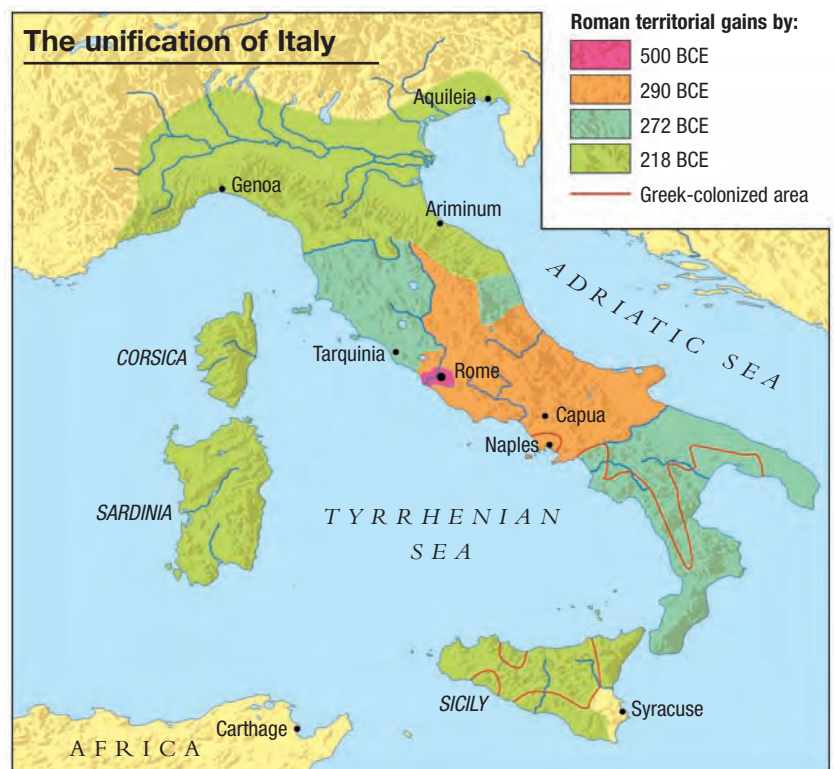 The unification of Italy
Roman territorial gains by:
500 BCE
290 BCE
272 BCE
218 BCE
Greek-colonized area
Aquileia
Genoa
Ariminum
ADRIATIC SEA
CORSICA
Tarquinia
Rome
Capua
Naples
SARDINIA
TYRRHENIAN
SEA
SICILY
Syracuse
Carthage
AFRICA